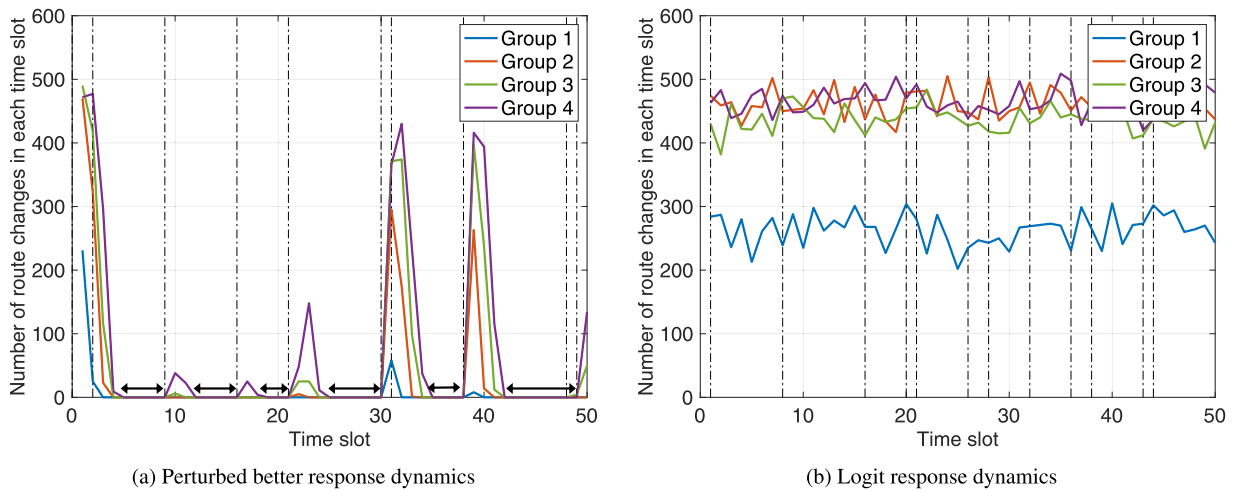 Number of route changes in each time slot
600
500
400
300
200
100
0
0 10 20 30 40 50
Time slot
Group 1
Group 2
Group 3
Group 4
(a) Perturbed better response dynamics
Number of route changes in each time slot
600
500
400
300
200
100
0
0 10 20 30 40 50
Time slot
Group 1
Group 2
Group 3
Group 4
(b) Logit response dynamics